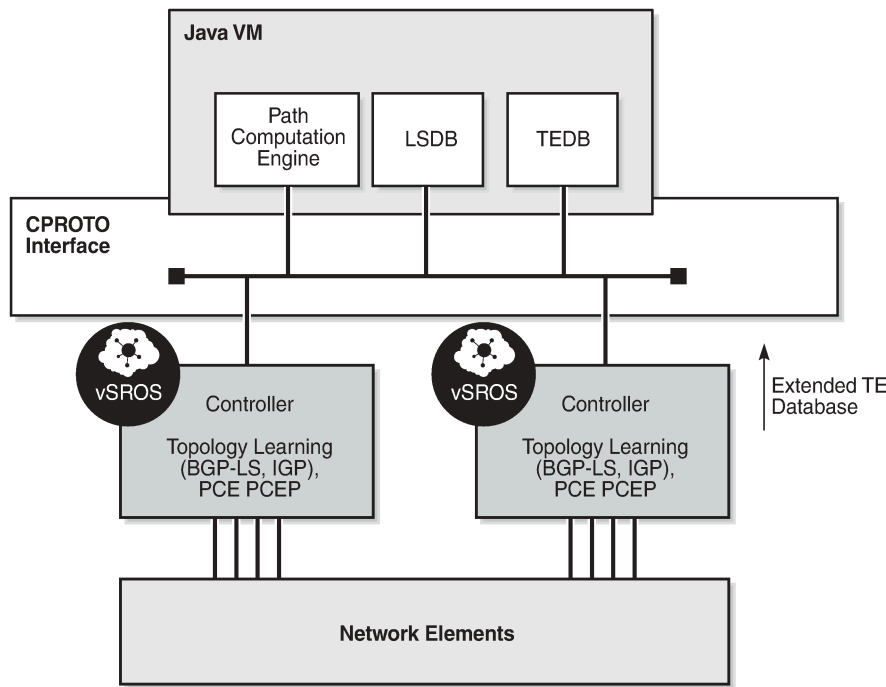 Java VM
Path
Computation
Engine
LSDB
TEDB
CPROTO
Interface
vSROS
Controller
Topology Learning
(BGP-LS, IGP),
PCE PCEP
vSROS
Controller
Topology Learning
(BGP-LS, IGP),
PCE PCEP
Extended TE
Database
Network Elements